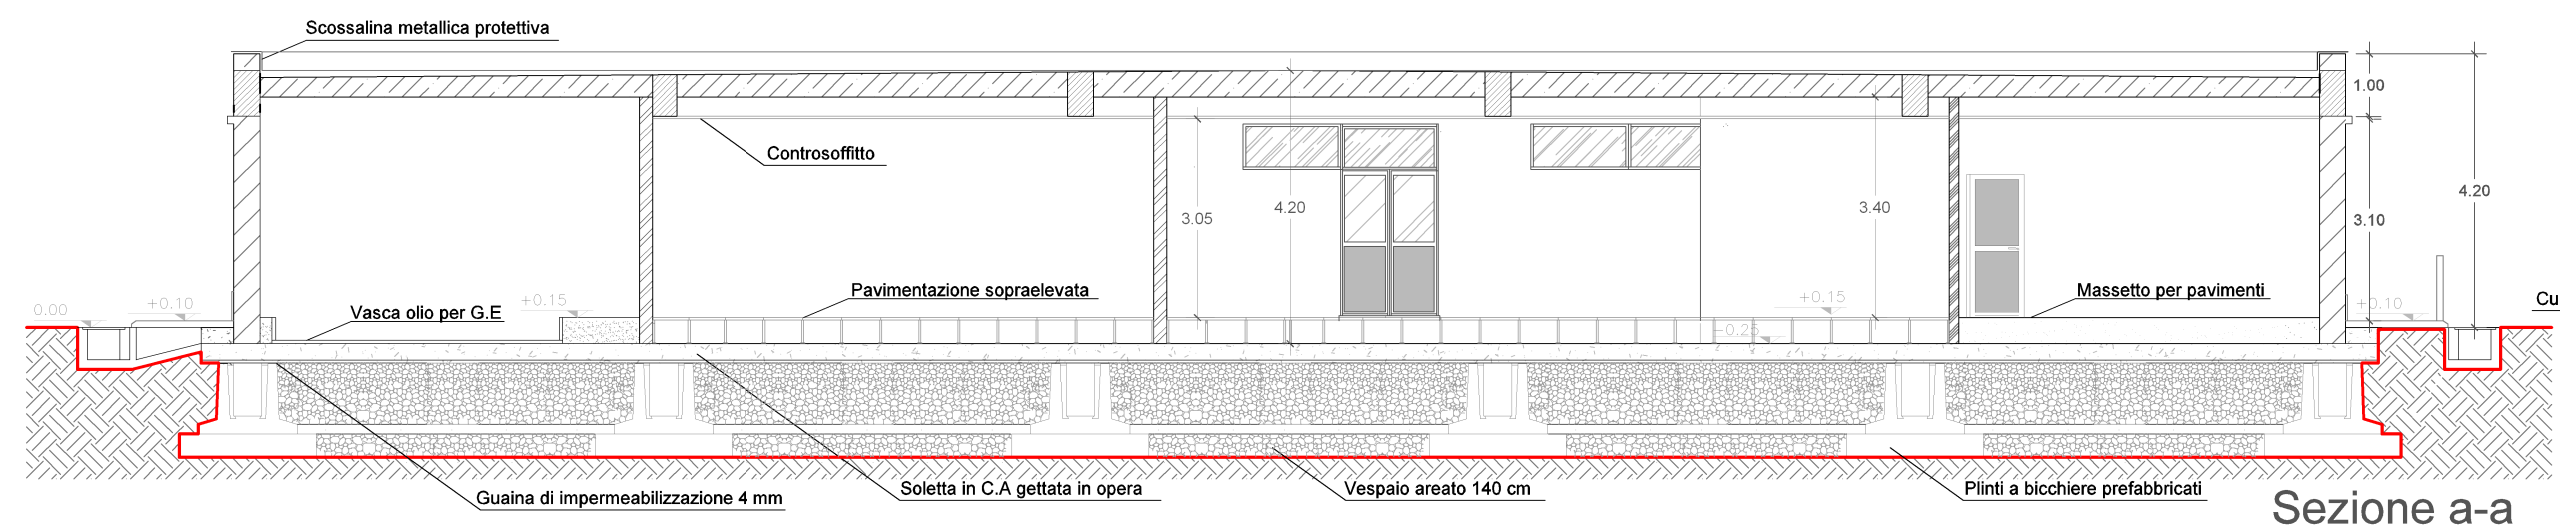 Scossalina metallica protettiva
1.00
Controsoffitto
3.05
4.20
3.40
4.20
3.10
Pavimentazione sopraelevata
Massetto per pavimenti
0.00
+0.10
Vasca olio per G.E
+0.15
+0.15
+0.10
Cu
-0.25
Guaina di impermeabilizzazione 4 mm
Soletta in C.A gettata in opera
Vespaio areato 140 cm
Plinti a bicchiere prefabbricati
Sezione a-a